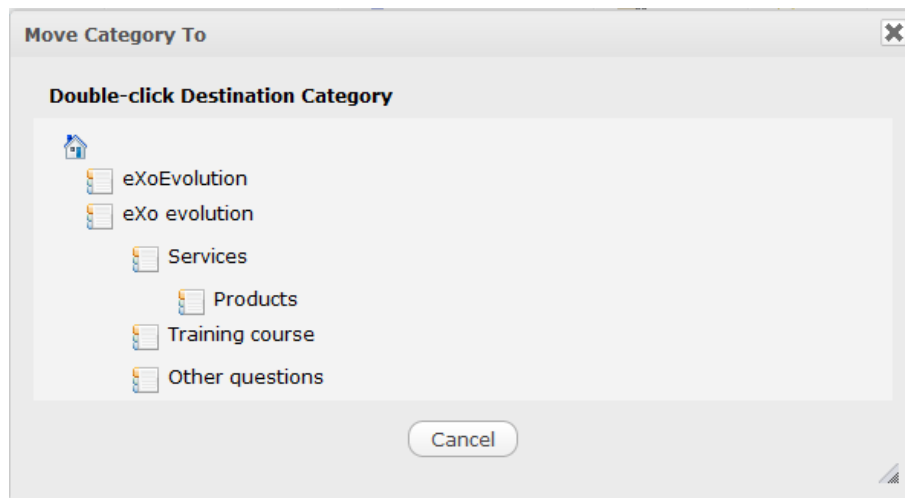 Move Category To
Double-click Destination Category
eXoEvolution
eXo evolution
Services
Products
Training course
Other questions
Cancel